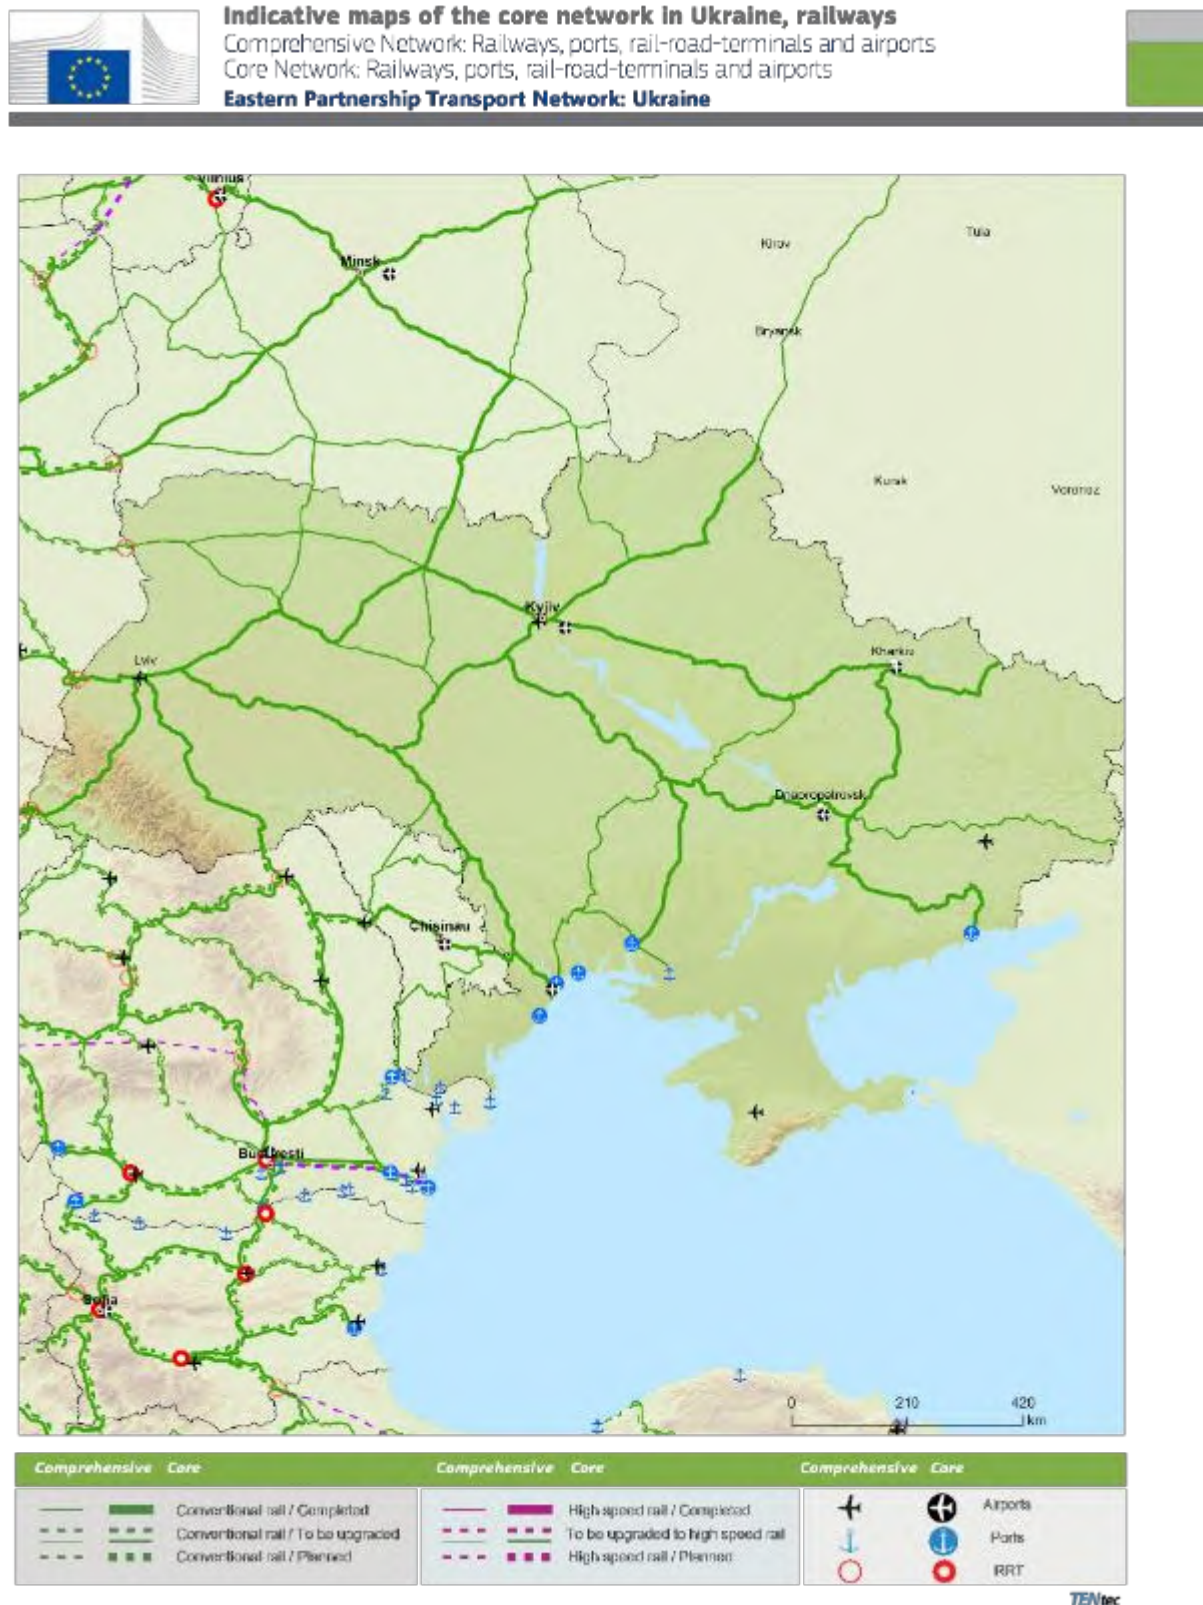 Indicative maps of the core network in Ukraine, railways
Comprehensive Network: Railways, ports, rail-road-terminals and airports
Core Network: Railways, ports, rail-road-terminals and airports
Eastern Partnership Transport Network: Ukraine
Vilnius
Kirov
Tula
Minsk
Bryansk
Kursk
Voronez
Kyjiv
Lviv
Kharkiv
Dnepropetrovsk
Chisinau
Bucuresti
Sofia
0 210 420
km
Comprehensive Core Comprehensive Core Comprehensive Core
Conventional rail / Completed High speed rail / Completed Airports
Conventional rail / To be upgraded To be upgraded to high speed rail Ports
Conventional rail / Planned High speed rail / Planned RRT
TENtec